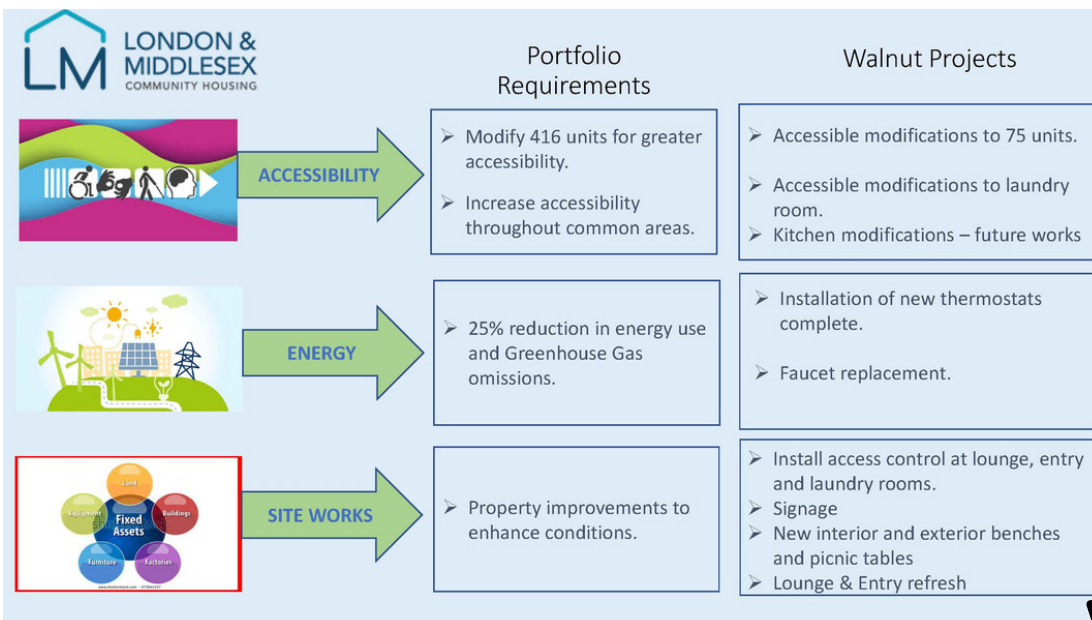 LM LONDON &
MIDDLESEX
COMMUNITY HOUSING
Portfolio
Requirements
Walnut Projects
ACCESSIBILITY
➢ Modify 416 units for greater
accessibility.
➢ Increase accessibility
throughout common areas.
➢ Accessible modifications to 75 units.
➢ Accessible modifications to laundry
room.
➢ Kitchen modifications – future works
ENERGY
➢ 25% reduction in energy use
and Greenhouse Gas
omissions.
➢ Installation of new thermostats
complete.
➢ Faucet replacement.
Land
Equipment
Buildings
Fixed
Assets
Furniture
Factories
SITE WORKS
➢ Property improvements to
enhance conditions.
➢ Install access control at lounge, entry
and laundry rooms.
➢ Signage
➢ New interior and exterior benches
and picnic tables
➢ Lounge & Entry refresh